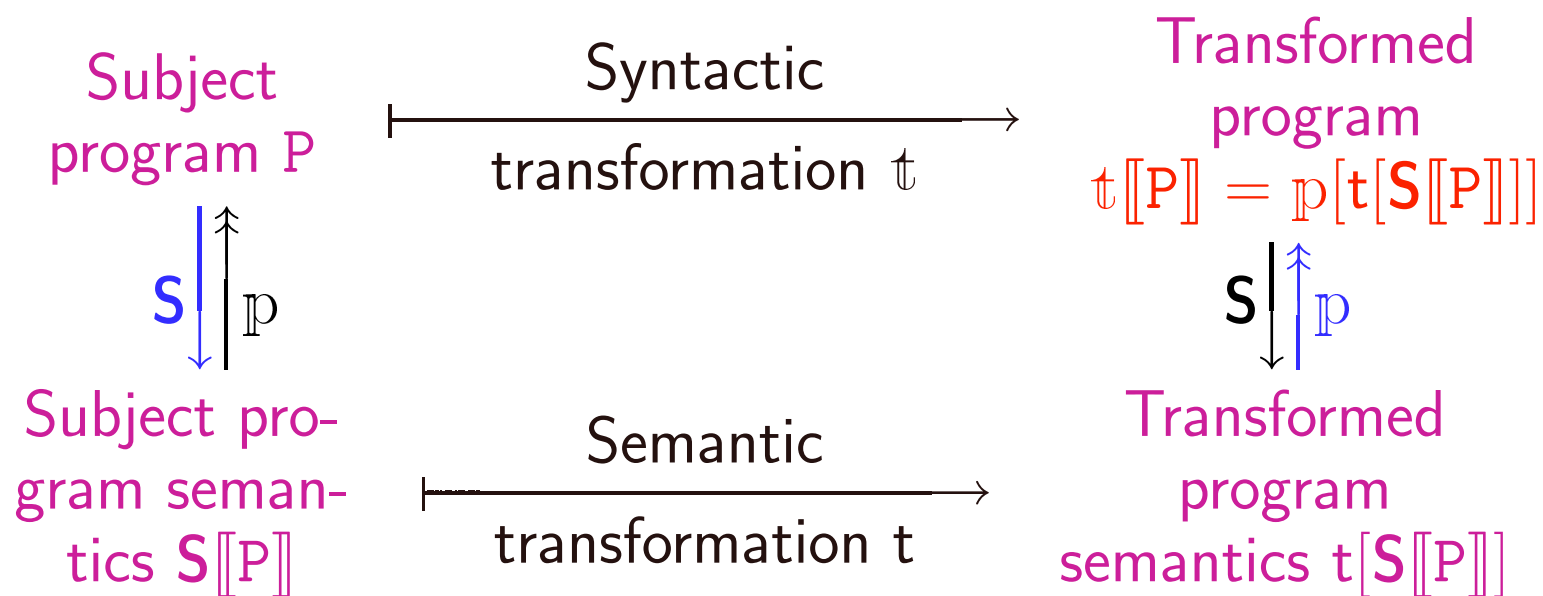 Subject
program P
Syntactic
transformation 𝕥
Transformed
program
𝕥⟦P⟧ = 𝕡[t[S⟦P⟧]]
S
𝕡
S
𝕡
Subject pro-
gram seman-
tics S⟦P⟧
Semantic
transformation t
Transformed
program
semantics t[S⟦P⟧]